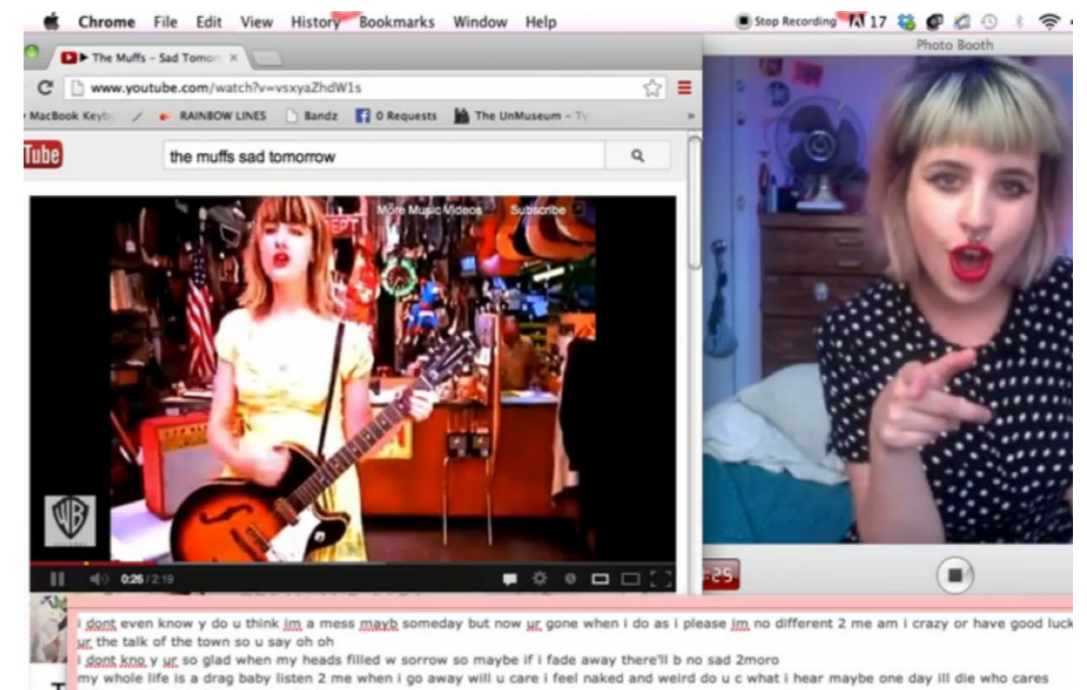 Chrome File Edit View History Bookmarks Window Help
Stop Recording 17
Photo Booth
The Muffs - Sad Tomor
www.youtube.com/watch?v=vsxyaZhdW1s
MacBook Keyb RAINBOW LINES Bandz 0 Requests The UnMuseum - Ty »
Tube the muffs sad tomorrow
More Music Videos Subscribe
WB
0:26 / 2:19
:25
i dont even know y do u think im a mess mayb someday but now ur gone when i do as i please im no different 2 me am i crazy or have good luck
ur the talk of the town so u say oh oh
i dont kno y ur so glad when my heads filled w sorrow so maybe if i fade away there'll b no sad 2moro
my whole life is a drag baby listen 2 me when i go away will u care i feel naked and weird do u c what i hear maybe one day ill die who cares